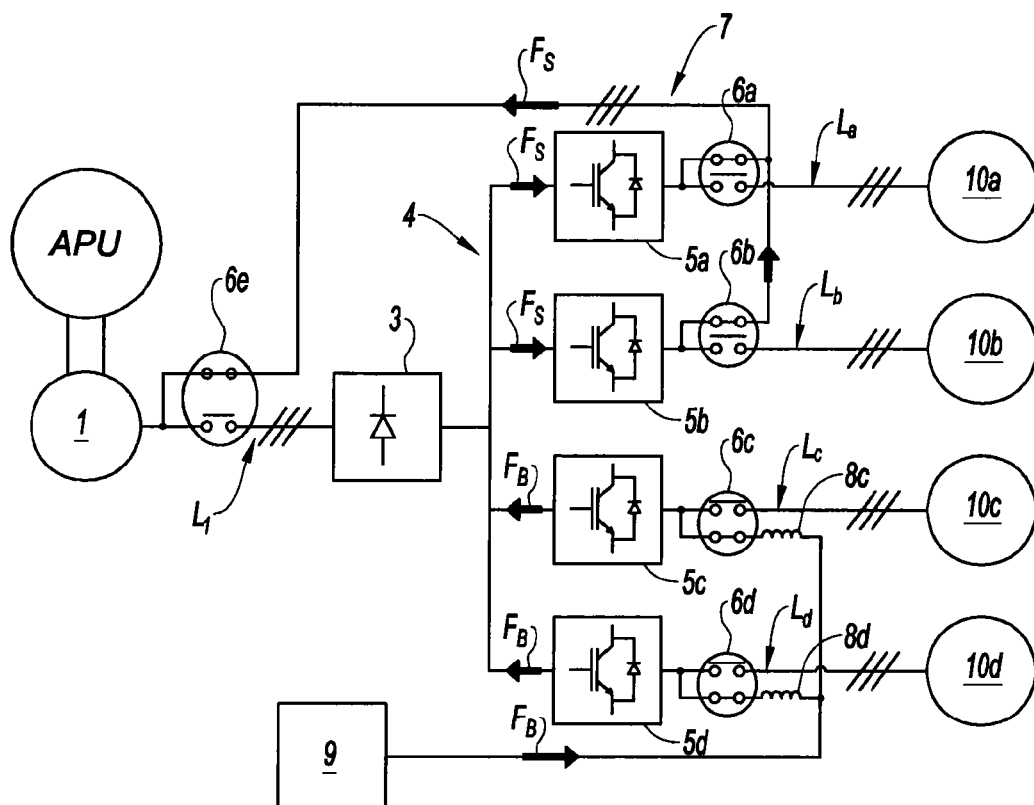 7
F_S
6a
L_a
10a
F_S
5a
4
APU
6e
6b
L_b
3
F_S
10b
1
5b
L_1
6c
L_c
8c
F_B
10c
5c
6d
L_d
8d
F_B
10d
5d
F_B
9